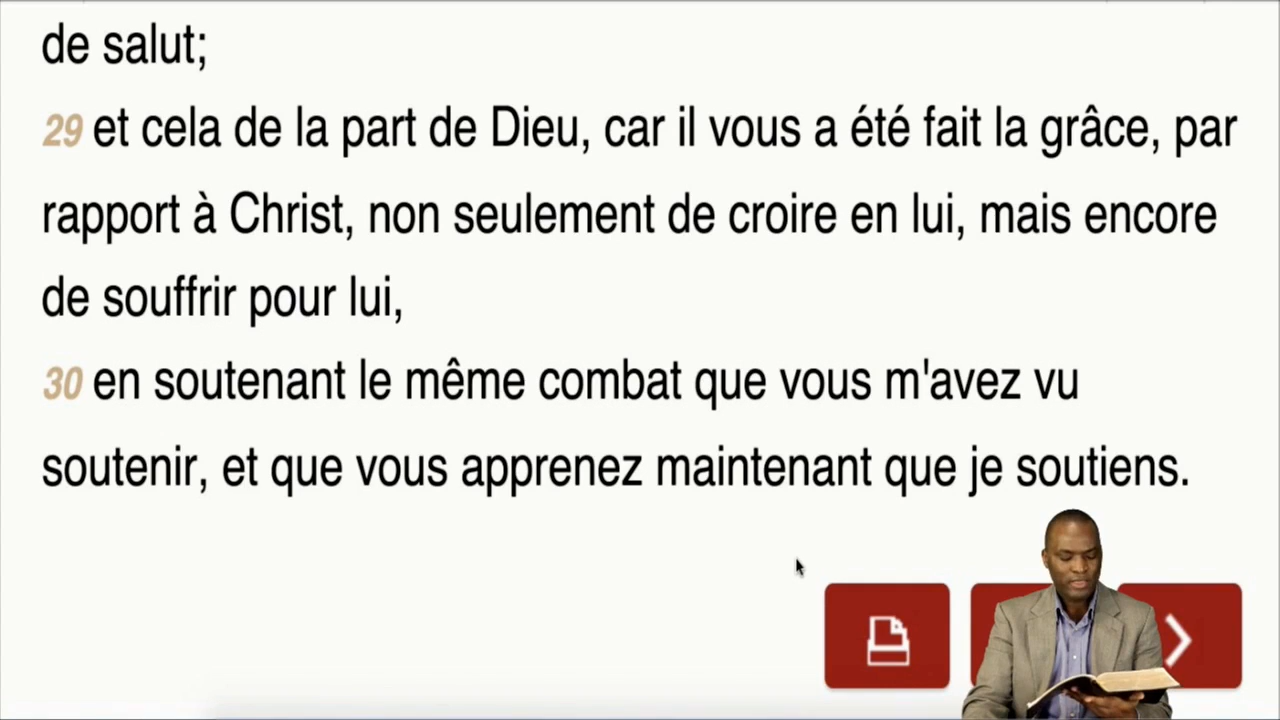 de salut;
29 et cela de la part de Dieu, car il vous a été fait la grâce, par
rapport à Christ, non seulement de croire en lui, mais encore
de souffrir pour lui,
30 en soutenant le même combat que vous m'avez vu
soutenir, et que vous apprenez maintenant que je soutiens.